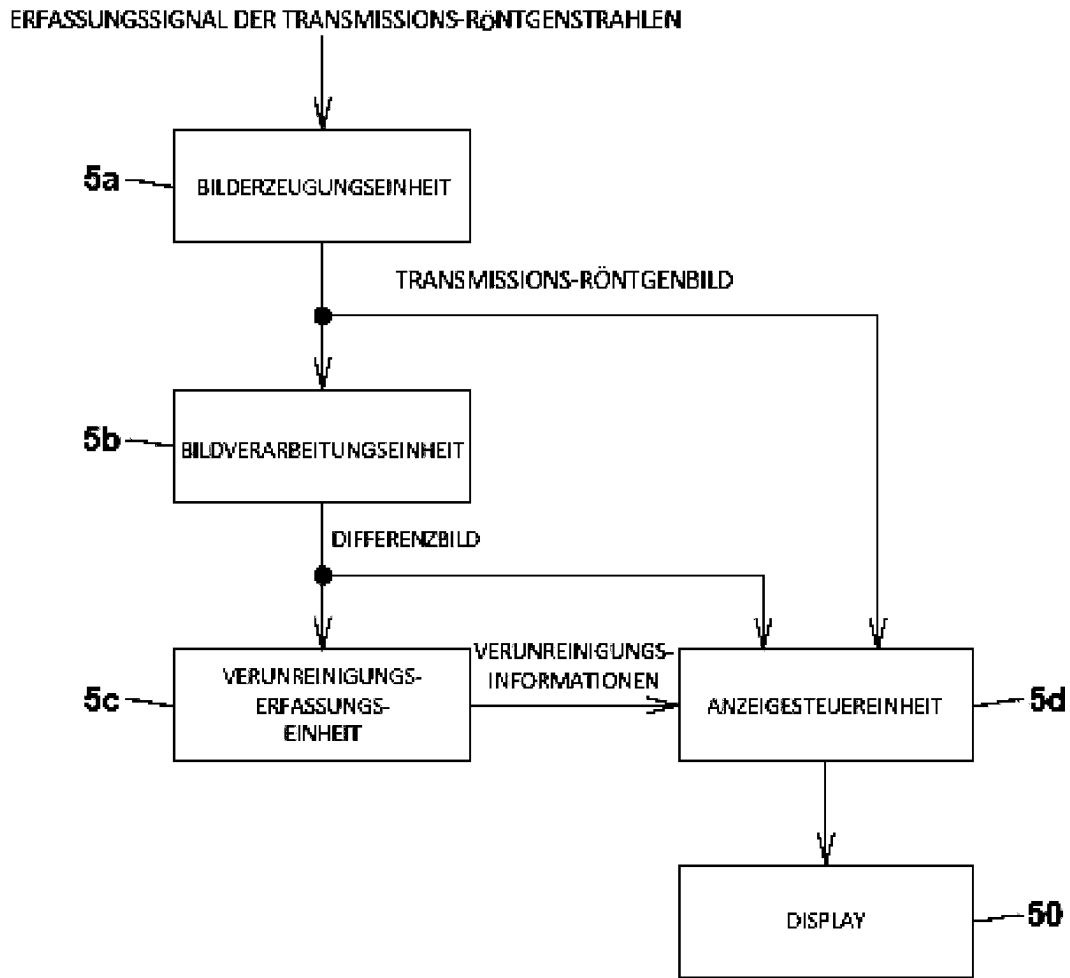 ERFASSUNGSSIGNAL DER TRANSMISSIONS-RÖNTGENSTRAHLEN
5a
BILDERZEUGUNGSEINHEIT
TRANSMISSIONS-RÖNTGENBILD
5b
BILDVERARBEITUNGSEINHEIT
DIFFERENZBILD
5c
VERUNREINIGUNGS-
ERFASSUNGS-
EINHEIT
VERUNREINIGUNGS-
INFORMATIONEN
ANZEIGESTEUEREINHEIT
5d
DISPLAY
50